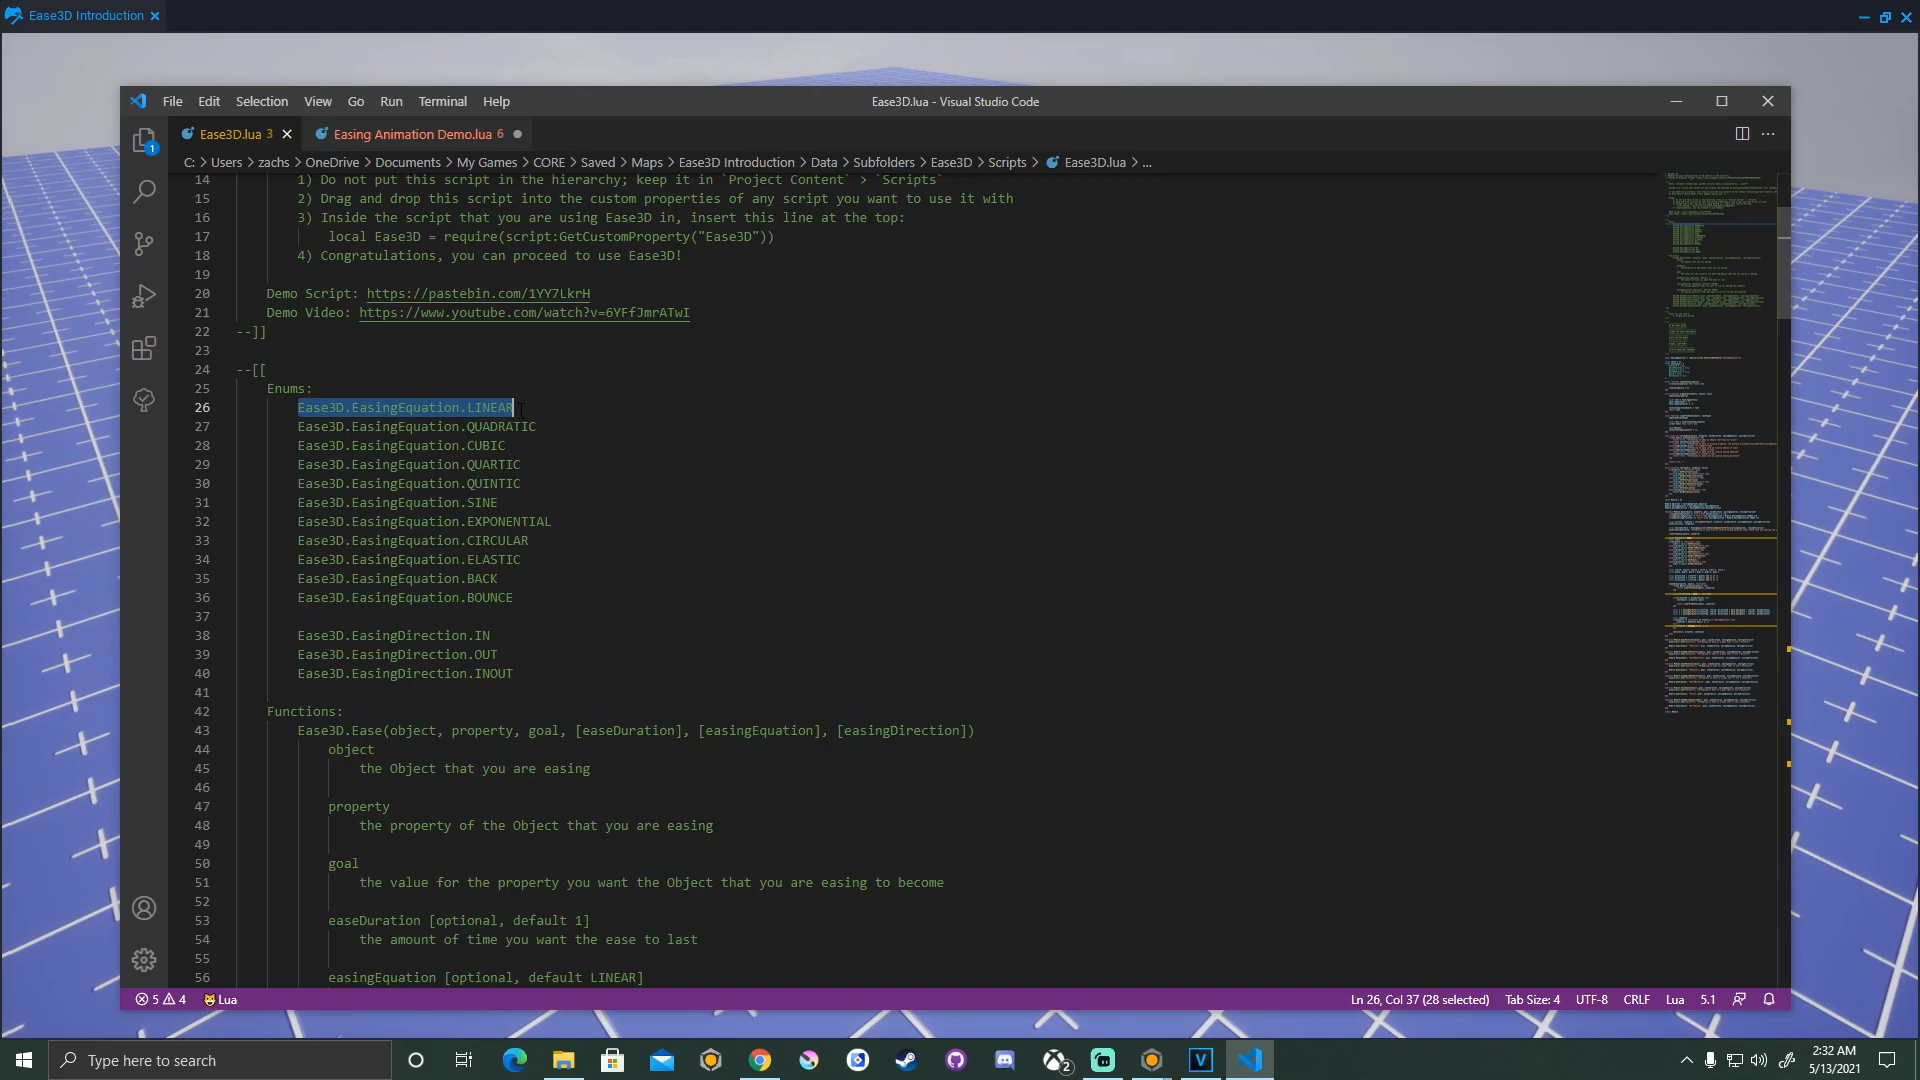 Ease3D Introduction
Ease3D.lua - Visual Studio Code
File Edit Selection View Go Run Terminal Help
Ease3D.lua 3
Easing Animation Demo.lua 6
C: > Users > zachs > OneDrive > Documents > My Games > CORE > Saved > Maps > Ease3D Introduction > Data > Subfolders > Ease3D > Scripts > Ease3D.lua > ...
1
14 1) Do not put this script in the hierarchy; keep it in `Project Content` > `Scripts`
15 2) Drag and drop this script into the custom properties of any script you want to use it with
16 3) Inside the script that you are using Ease3D in, insert this line at the top:
17 local Ease3D = require(script:GetCustomProperty("Ease3D"))
18 4) Congratulations, you can proceed to use Ease3D!
19
20 Demo Script: https://pastebin.com/1YY7LkrH
21 Demo Video: https://www.youtube.com/watch?v=6YFfJmrATwI
22 --]]
23
24 --[[
25 Enums:
26 Ease3D.EasingEquation.LINEAR
27 Ease3D.EasingEquation.QUADRATIC
28 Ease3D.EasingEquation.CUBIC
29 Ease3D.EasingEquation.QUARTIC
30 Ease3D.EasingEquation.QUINTIC
31 Ease3D.EasingEquation.SINE
32 Ease3D.EasingEquation.EXPONENTIAL
33 Ease3D.EasingEquation.CIRCULAR
34 Ease3D.EasingEquation.ELASTIC
35 Ease3D.EasingEquation.BACK
36 Ease3D.EasingEquation.BOUNCE
37
38 Ease3D.EasingDirection.IN
39 Ease3D.EasingDirection.OUT
40 Ease3D.EasingDirection.INOUT
41
42 Functions:
43 Ease3D.Ease(object, property, goal, [easeDuration], [easingEquation], [easingDirection])
44 object
45 the Object that you are easing
46
47 property
48 the property of the Object that you are easing
49
50 goal
51 the value for the property you want the Object that you are easing to become
52
53 easeDuration [optional, default 1]
54 the amount of time you want the ease to last
55
56 easingEquation [optional, default LINEAR]
5 4 Lua
Ln 26, Col 37 (28 selected) Tab Size: 4 UTF-8 CRLF Lua 5.1
Type here to search
2
V
2:32 AM
5/13/2021